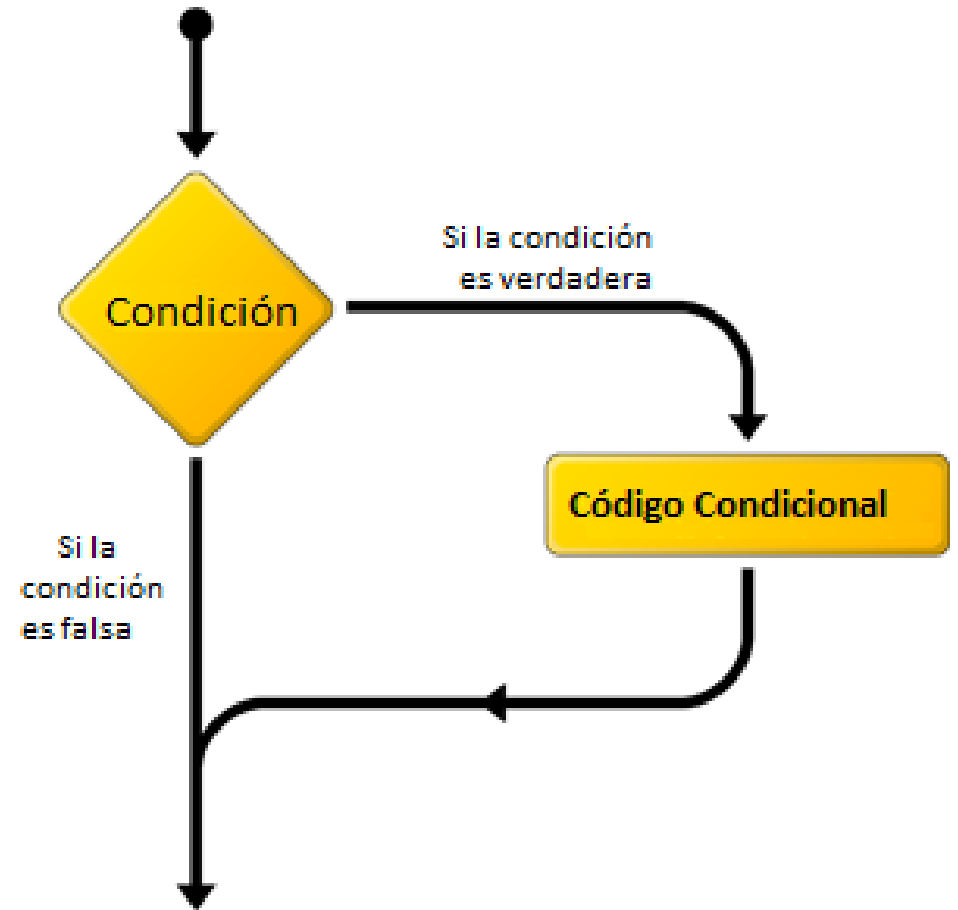 Si la condición
es verdadera
Condición
Código Condicional
Si la
condición
es falsa